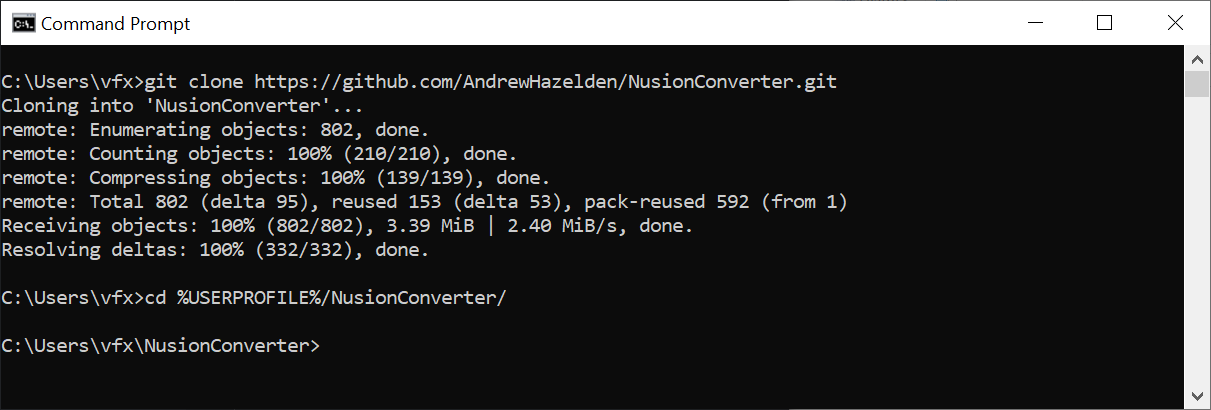 Command Prompt
C:\Users\vfx>git clone https://github.com/AndrewHazelden/NusionConverter.git
Cloning into 'NusionConverter'...
remote: Enumerating objects: 802, done.
remote: Counting objects: 100% (210/210), done.
remote: Compressing objects: 100% (139/139), done.
remote: Total 802 (delta 95), reused 153 (delta 53), pack-reused 592 (from 1)
Receiving objects: 100% (802/802), 3.39 MiB | 2.40 MiB/s, done.
Resolving deltas: 100% (332/332), done.
C:\Users\vfx>cd %USERPROFILE%/NusionConverter/
C:\Users\vfx\NusionConverter>